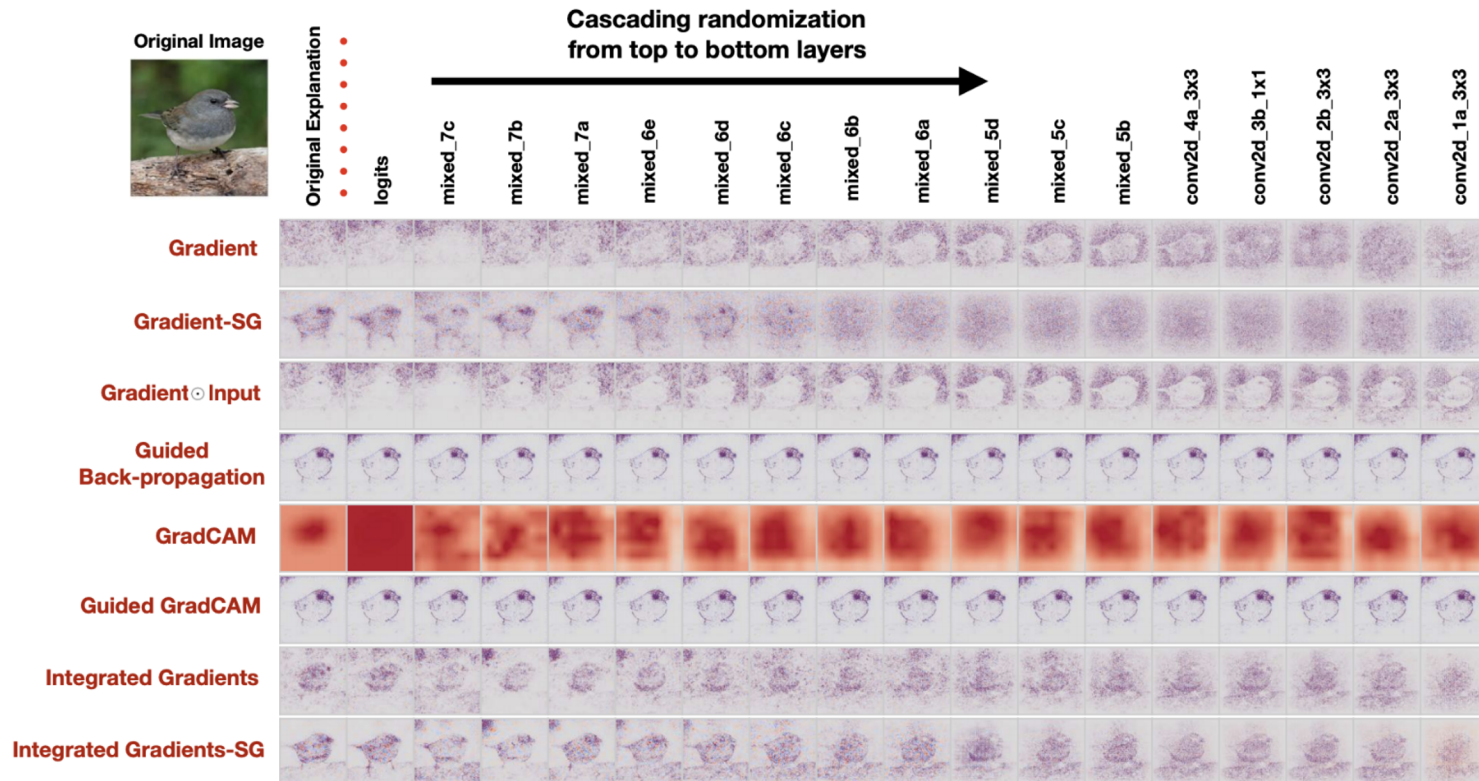 Cascading randomization
from top to bottom layers
Original Image
Original Explanation
logits
mixed_7c
mixed_7b
mixed_7a
mixed_6e
mixed_6d
mixed_6c
mixed_6b
mixed_6a
mixed_5d
mixed_5c
mixed_5b
conv2d_4a_3x3
conv2d_3b_1x1
conv2d_2b_3x3
conv2d_2a_3x3
conv2d_1a_3x3
Gradient
Gradient-SG
Gradient⊙Input
Guided
Back-propagation
GradCAM
Guided GradCAM
Integrated Gradients
Integrated Gradients-SG